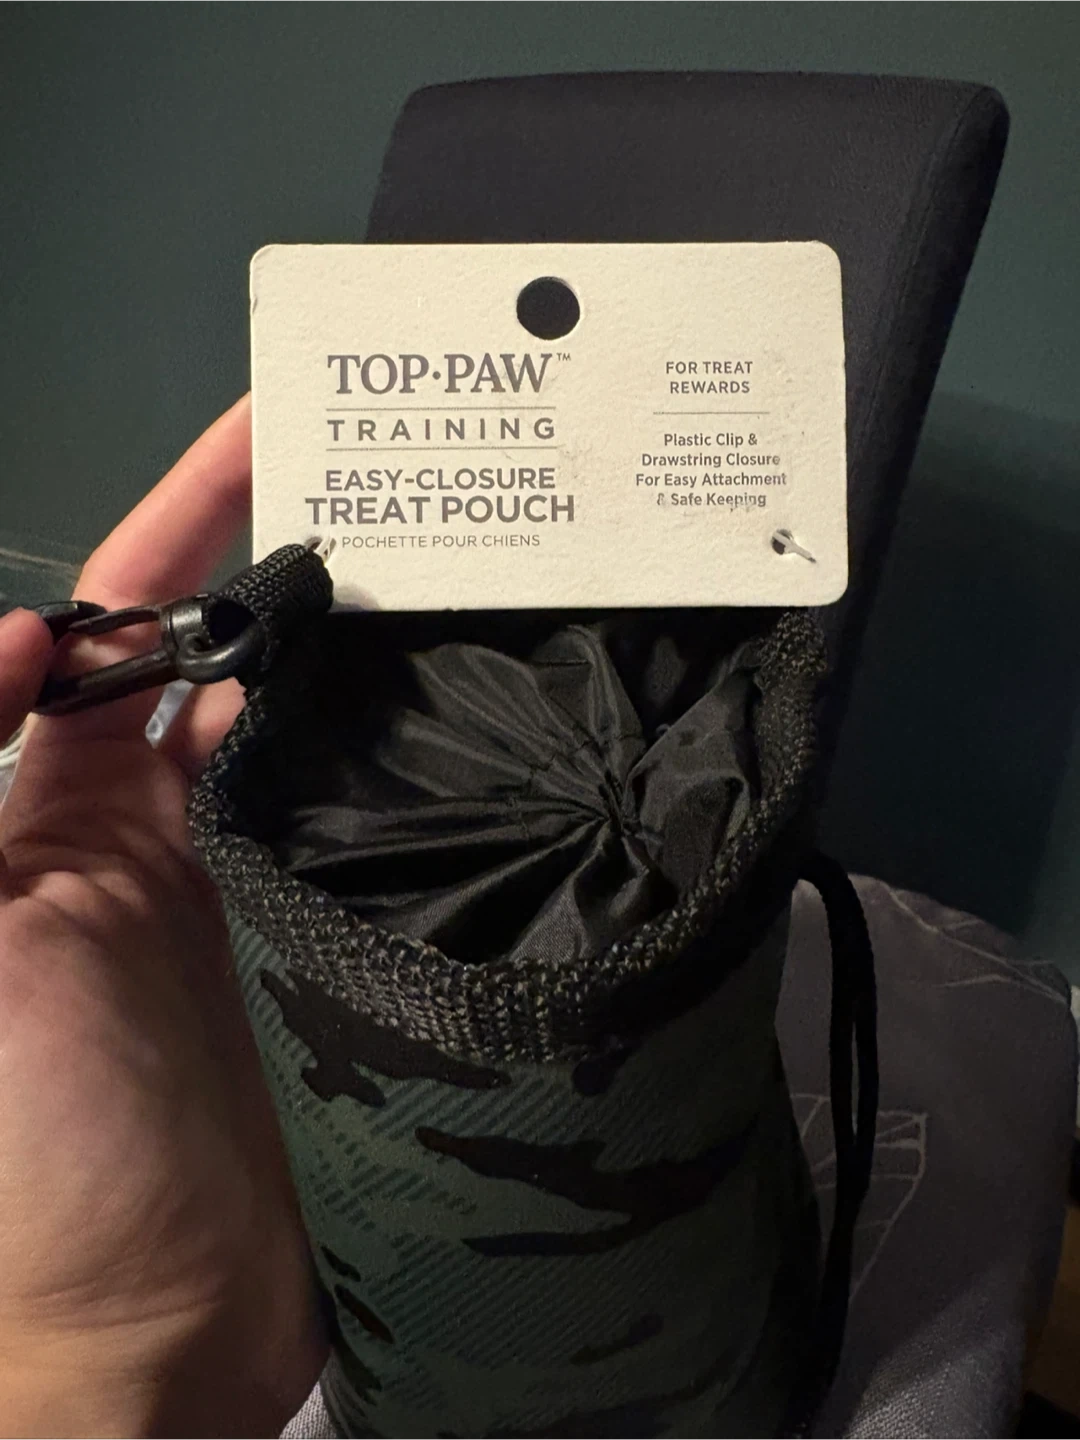 TOP·PAW™
TRAINING
EASY-CLOSURE
TREAT POUCH
POCHETTE POUR CHIENS
FOR TREAT
REWARDS
Plastic Clip &
Drawstring Closure
For Easy Attachment
& Safe Keeping